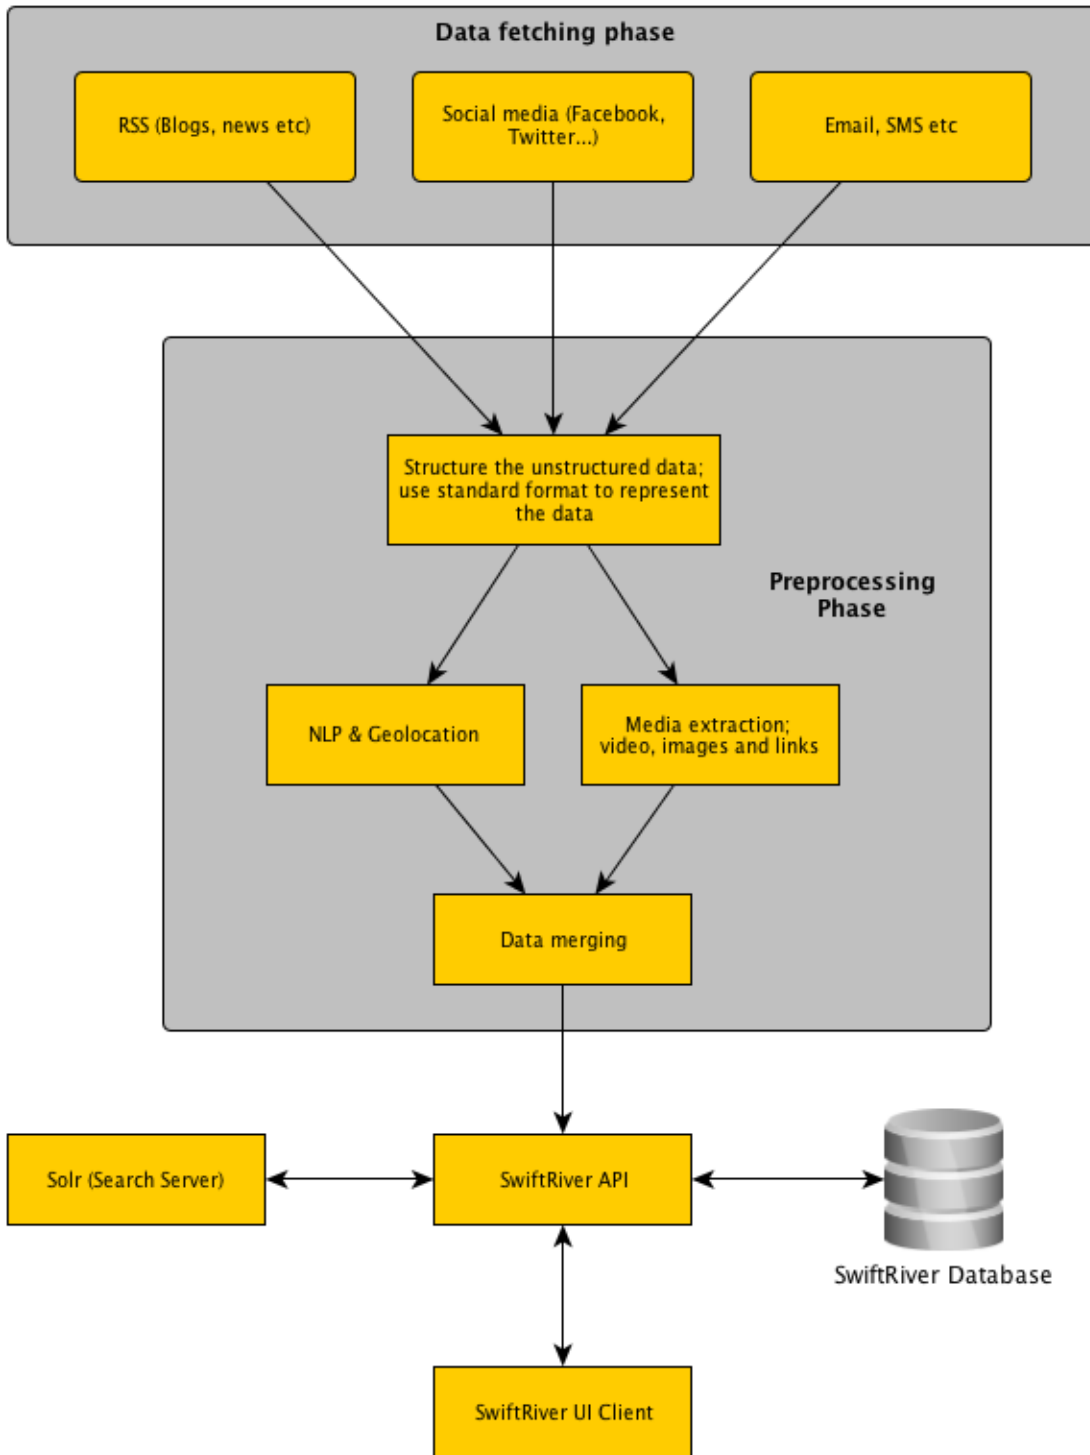 Data fetching phase
RSS (Blogs, news etc)
Social media (Facebook,
Twitter...)
Email, SMS etc
Structure the unstructured data;
use standard format to represent
the data
Preprocessing
Phase
NLP & Geolocation
Media extraction;
video, images and links
Data merging
Solr (Search Server)
SwiftRiver API
SwiftRiver Database
SwiftRiver UI Client